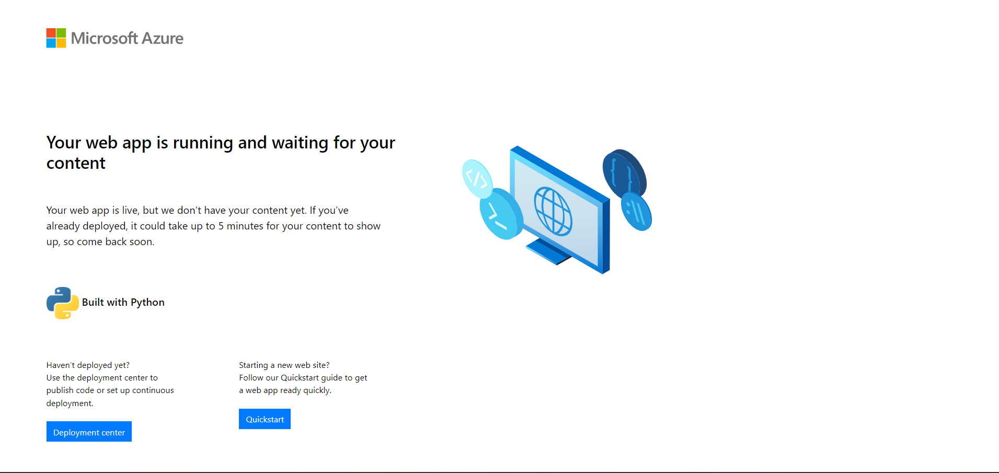 Microsoft Azure
Your web app is running and waiting for your
content
Your web app is live, but we don’t have your content yet. If you’ve
already deployed, it could take up to 5 minutes for your content to show
up, so come back soon.
Built with Python
Haven’t deployed yet?
Use the deployment center to
publish code or set up continuous
deployment.
Deployment center
Starting a new web site?
Follow our Quickstart guide to get
a web app ready quickly.
Quickstart